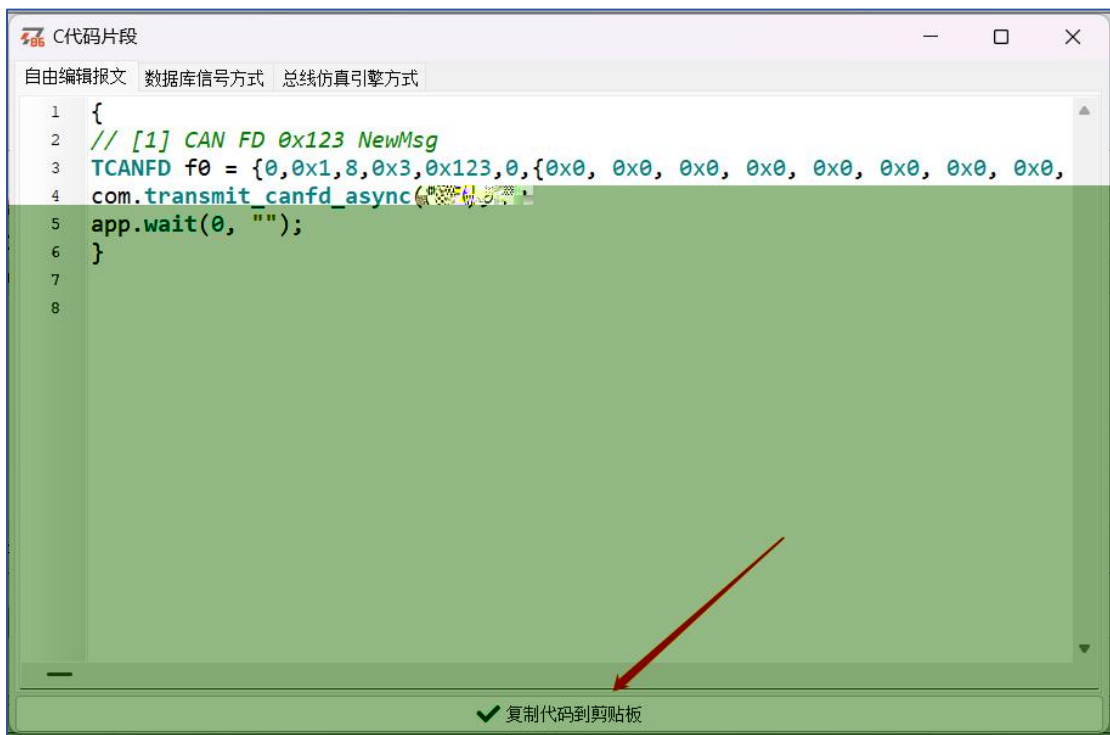 C代码片段
自由编辑报文 数据库信号方式 总线仿真引擎方式
1 {
2 // [1] CAN FD 0x123 NewMsg
3 TCANFD f0 = {0,0x1,8,0x3,0x123,0,{0x0, 0x0, 0x0, 0x0, 0x0, 0x0, 0x0, 0x0,
4 com.transmit_canfd_async(
5 app.wait(0, "");
6 }
7
8
复制代码到剪贴板